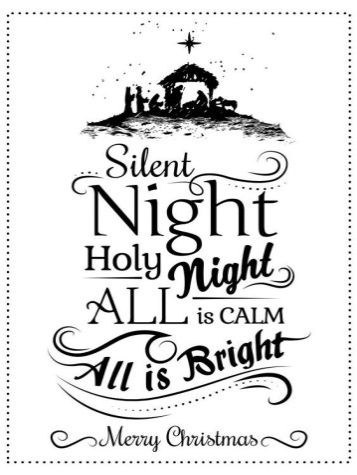 Silent
Night
Holy Night
ALL is CALM
All is Bright
Merry Christmas